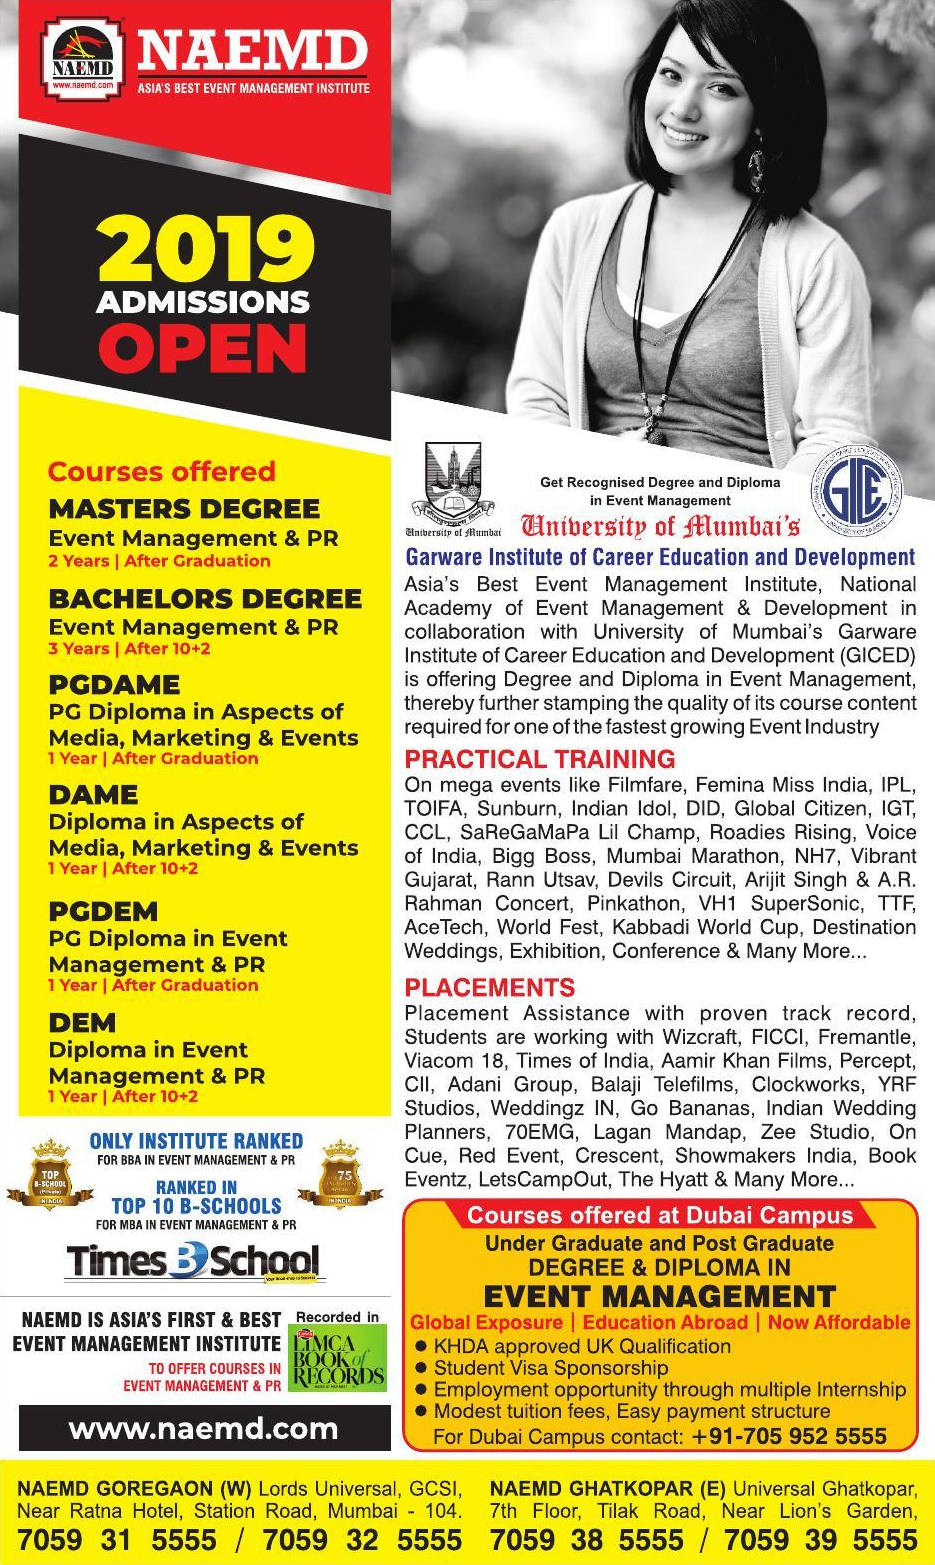 NAEMD
www.naemd.com
NAEMD
ASIA'S BEST EVENT MANAGEMENT INSTITUTE
2019
ADMISSIONS
OPEN
Courses offered
MASTERS DEGREE
Event Management & PR
2 Years | After Graduation
BACHELORS DEGREE
Event Management & PR
3 Years | After 10+2
PGDAME
PG Diploma in Aspects of
Media, Marketing & Events
1 Year | After Graduation
DAME
Diploma in Aspects of
Media, Marketing & Events
1 Year | After 10+2
PGDEM
PG Diploma in Event
Management & PR
1 Year | After Graduation
DEM
Diploma in Event
Management & PR
1 Year | After 10+2
TOP
B-SCHOOL
(Private)
IN INDIA
ONLY INSTITUTE RANKED
FOR BBA IN EVENT MANAGEMENT & PR
RANKED IN
TOP 10 B-SCHOOLS
FOR MBA IN EVENT MANAGEMENT & PR
75
IN INDIA
Times B School
NAEMD IS ASIA'S FIRST & BEST
EVENT MANAGEMENT INSTITUTE
TO OFFER COURSES IN
EVENT MANAGEMENT & PR
Recorded in
LIMCA
BOOK of
RECORDS
www.naemd.com
University of Mumbai
Get Recognised Degree and Diploma
in Event Management
University of Mumbai's
GICE
Garware Institute of Career Education and Development
Asia's Best Event Management Institute, National
Academy of Event Management & Development in
collaboration with University of Mumbai's Garware
Institute of Career Education and Development (GICED)
is offering Degree and Diploma in Event Management,
thereby further stamping the quality of its course content
required for one of the fastest growing Event Industry
PRACTICAL TRAINING
On mega events like Filmfare, Femina Miss India, IPL,
TOIFA, Sunburn, Indian Idol, DID, Global Citizen, IGT,
CCL, SaReGaMaPa Lil Champ, Roadies Rising, Voice
of India, Bigg Boss, Mumbai Marathon, NH7, Vibrant
Gujarat, Rann Utsav, Devils Circuit, Arijit Singh & A.R.
Rahman Concert, Pinkathon, VH1 SuperSonic, TTF,
AceTech, World Fest, Kabbadi World Cup, Destination
Weddings, Exhibition, Conference & Many More...
PLACEMENTS
Placement Assistance with proven track record,
Students are working with Wizcraft, FICCI, Fremantle,
Viacom 18, Times of India, Aamir Khan Films, Percept,
CII, Adani Group, Balaji Telefilms, Clockworks, YRF
Studios, Weddingz IN, Go Bananas, Indian Wedding
Planners, 70EMG, Lagan Mandap, Zee Studio, On
Cue, Red Event, Crescent, Showmakers India, Book
Eventz, LetsCampOut, The Hyatt & Many More...
Courses offered at Dubai Campus
Under Graduate and Post Graduate
DEGREE & DIPLOMA IN
EVENT MANAGEMENT
Global Exposure | Education Abroad | Now Affordable
● KHDA approved UK Qualification
● Student Visa Sponsorship
● Employment opportunity through multiple Internship
● Modest tuition fees, Easy payment structure
For Dubai Campus contact: +91-705 952 5555
NAEMD GOREGAON (W) Lords Universal, GCSI,
Near Ratna Hotel, Station Road, Mumbai - 104.
7059 31 5555 / 7059 32 5555
NAEMD GHATKOPAR (E) Universal Ghatkopar,
7th Floor, Tilak Road, Near Lion's Garden,
7059 38 5555 / 7059 39 5555